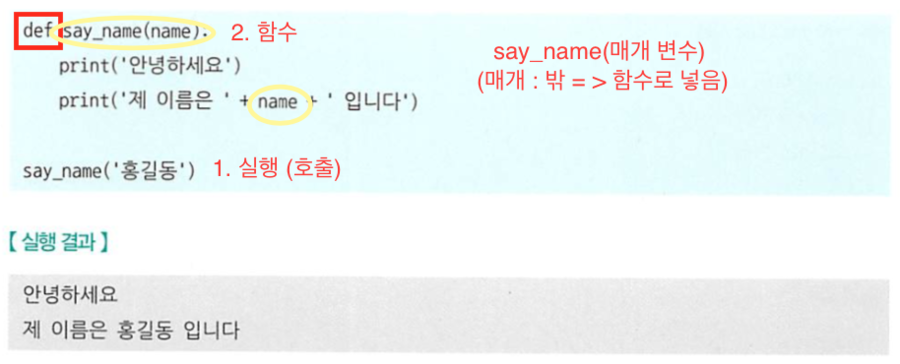 def say_name(name): 2. 함수
print('안녕하세요')
print('제 이름은 ' + name + ' 입니다')
say_name(매개 변수)
(매개 : 밖 = > 함수로 넣음)
say_name('홍길동') 1. 실행 (호출)
【 실행 결과 】
안녕하세요
제 이름은 홍길동 입니다